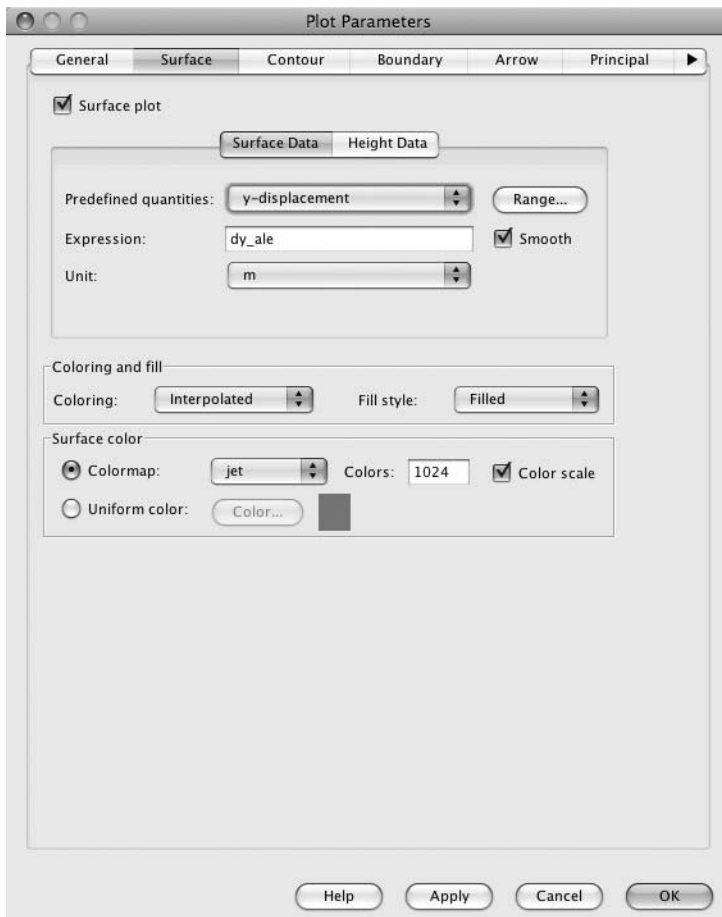 Plot Parameters
General Surface Contour Boundary Arrow Principal
Surface plot
Surface Data Height Data
Predefined quantities: y-displacement Range...
Expression: dy_ale Smooth
Unit: m
Coloring and fill
Coloring: Interpolated Fill style: Filled
Surface color
Colormap: jet Colors: 1024 Color scale
Uniform color: Color...
Help Apply Cancel OK